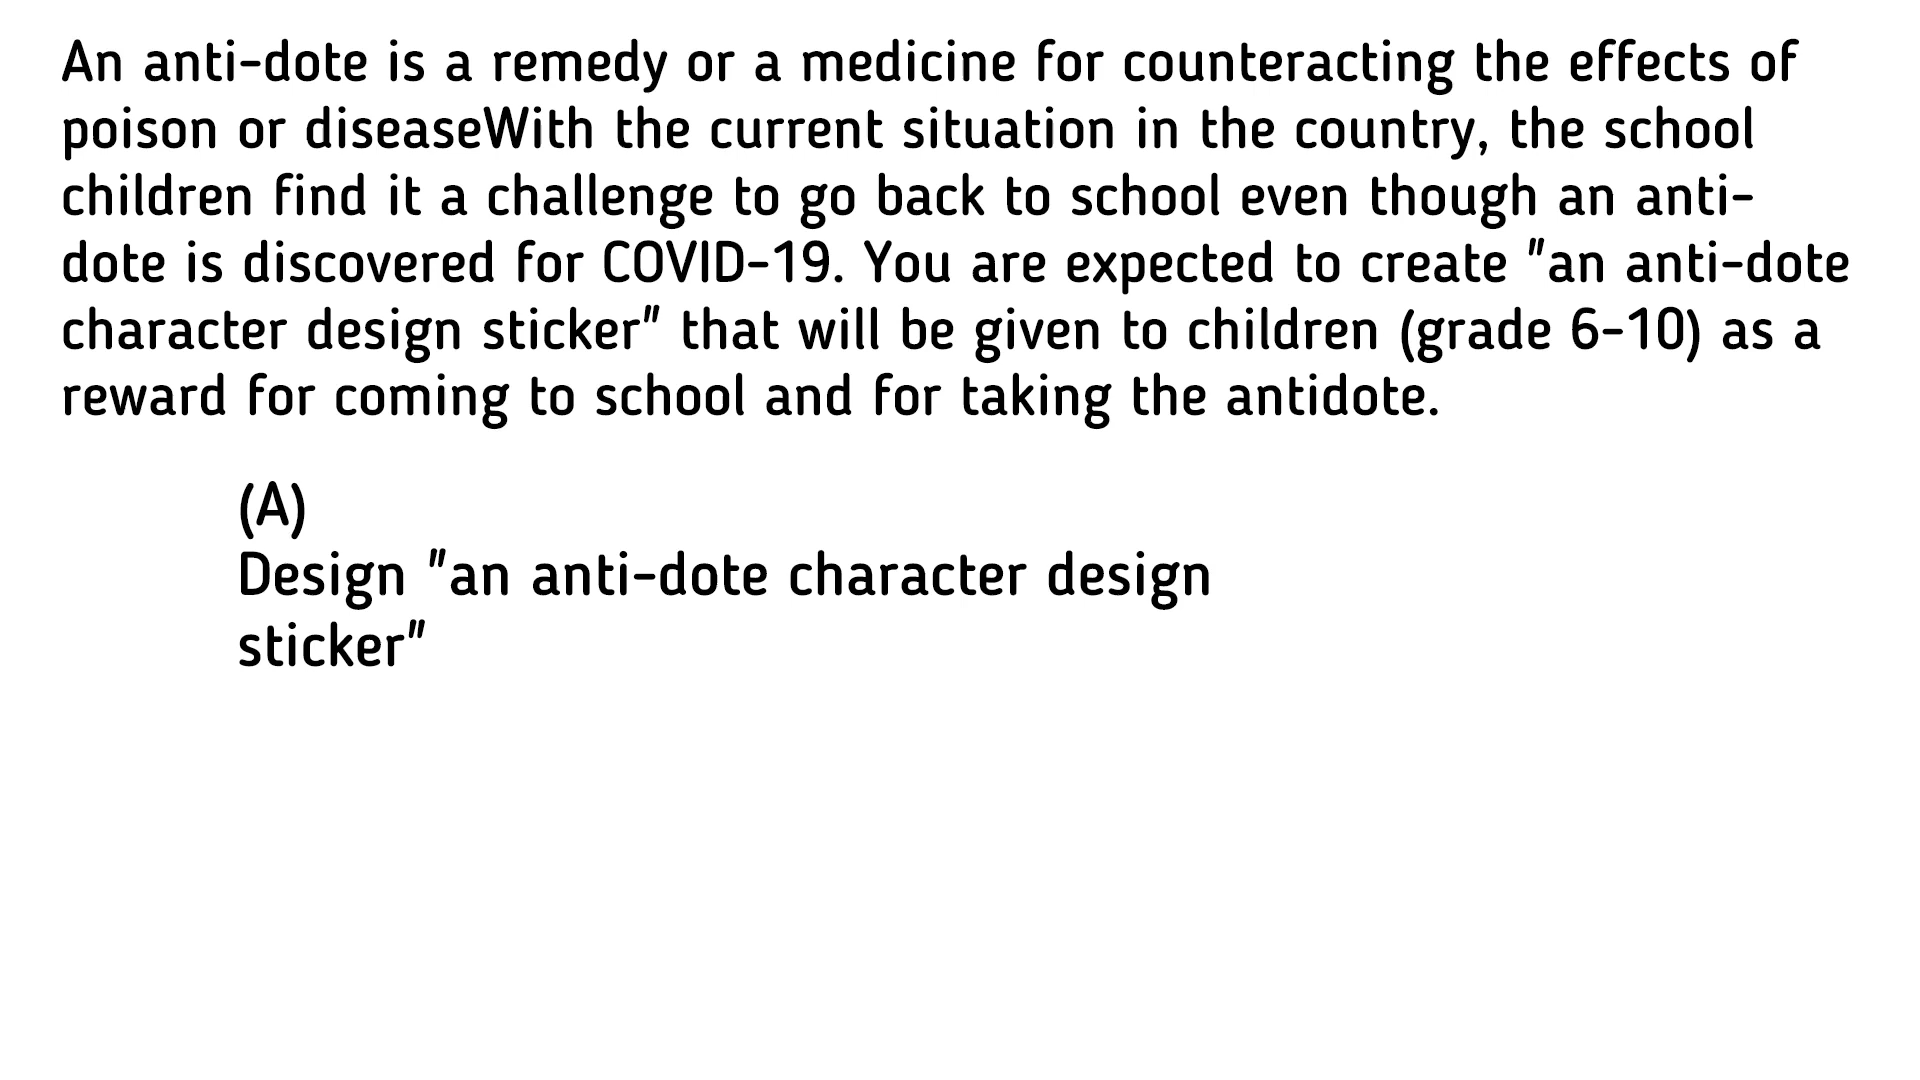 An anti-dote is a remedy or a medicine for counteracting the effects of
poison or diseaseWith the current situation in the country, the school
children find it a challenge to go back to school even though an anti-
dote is discovered for COVID-19. You are expected to create "an anti-dote
character design sticker" that will be given to children (grade 6-10) as a
reward for coming to school and for taking the antidote.
(A)
Design "an anti-dote character design
sticker"